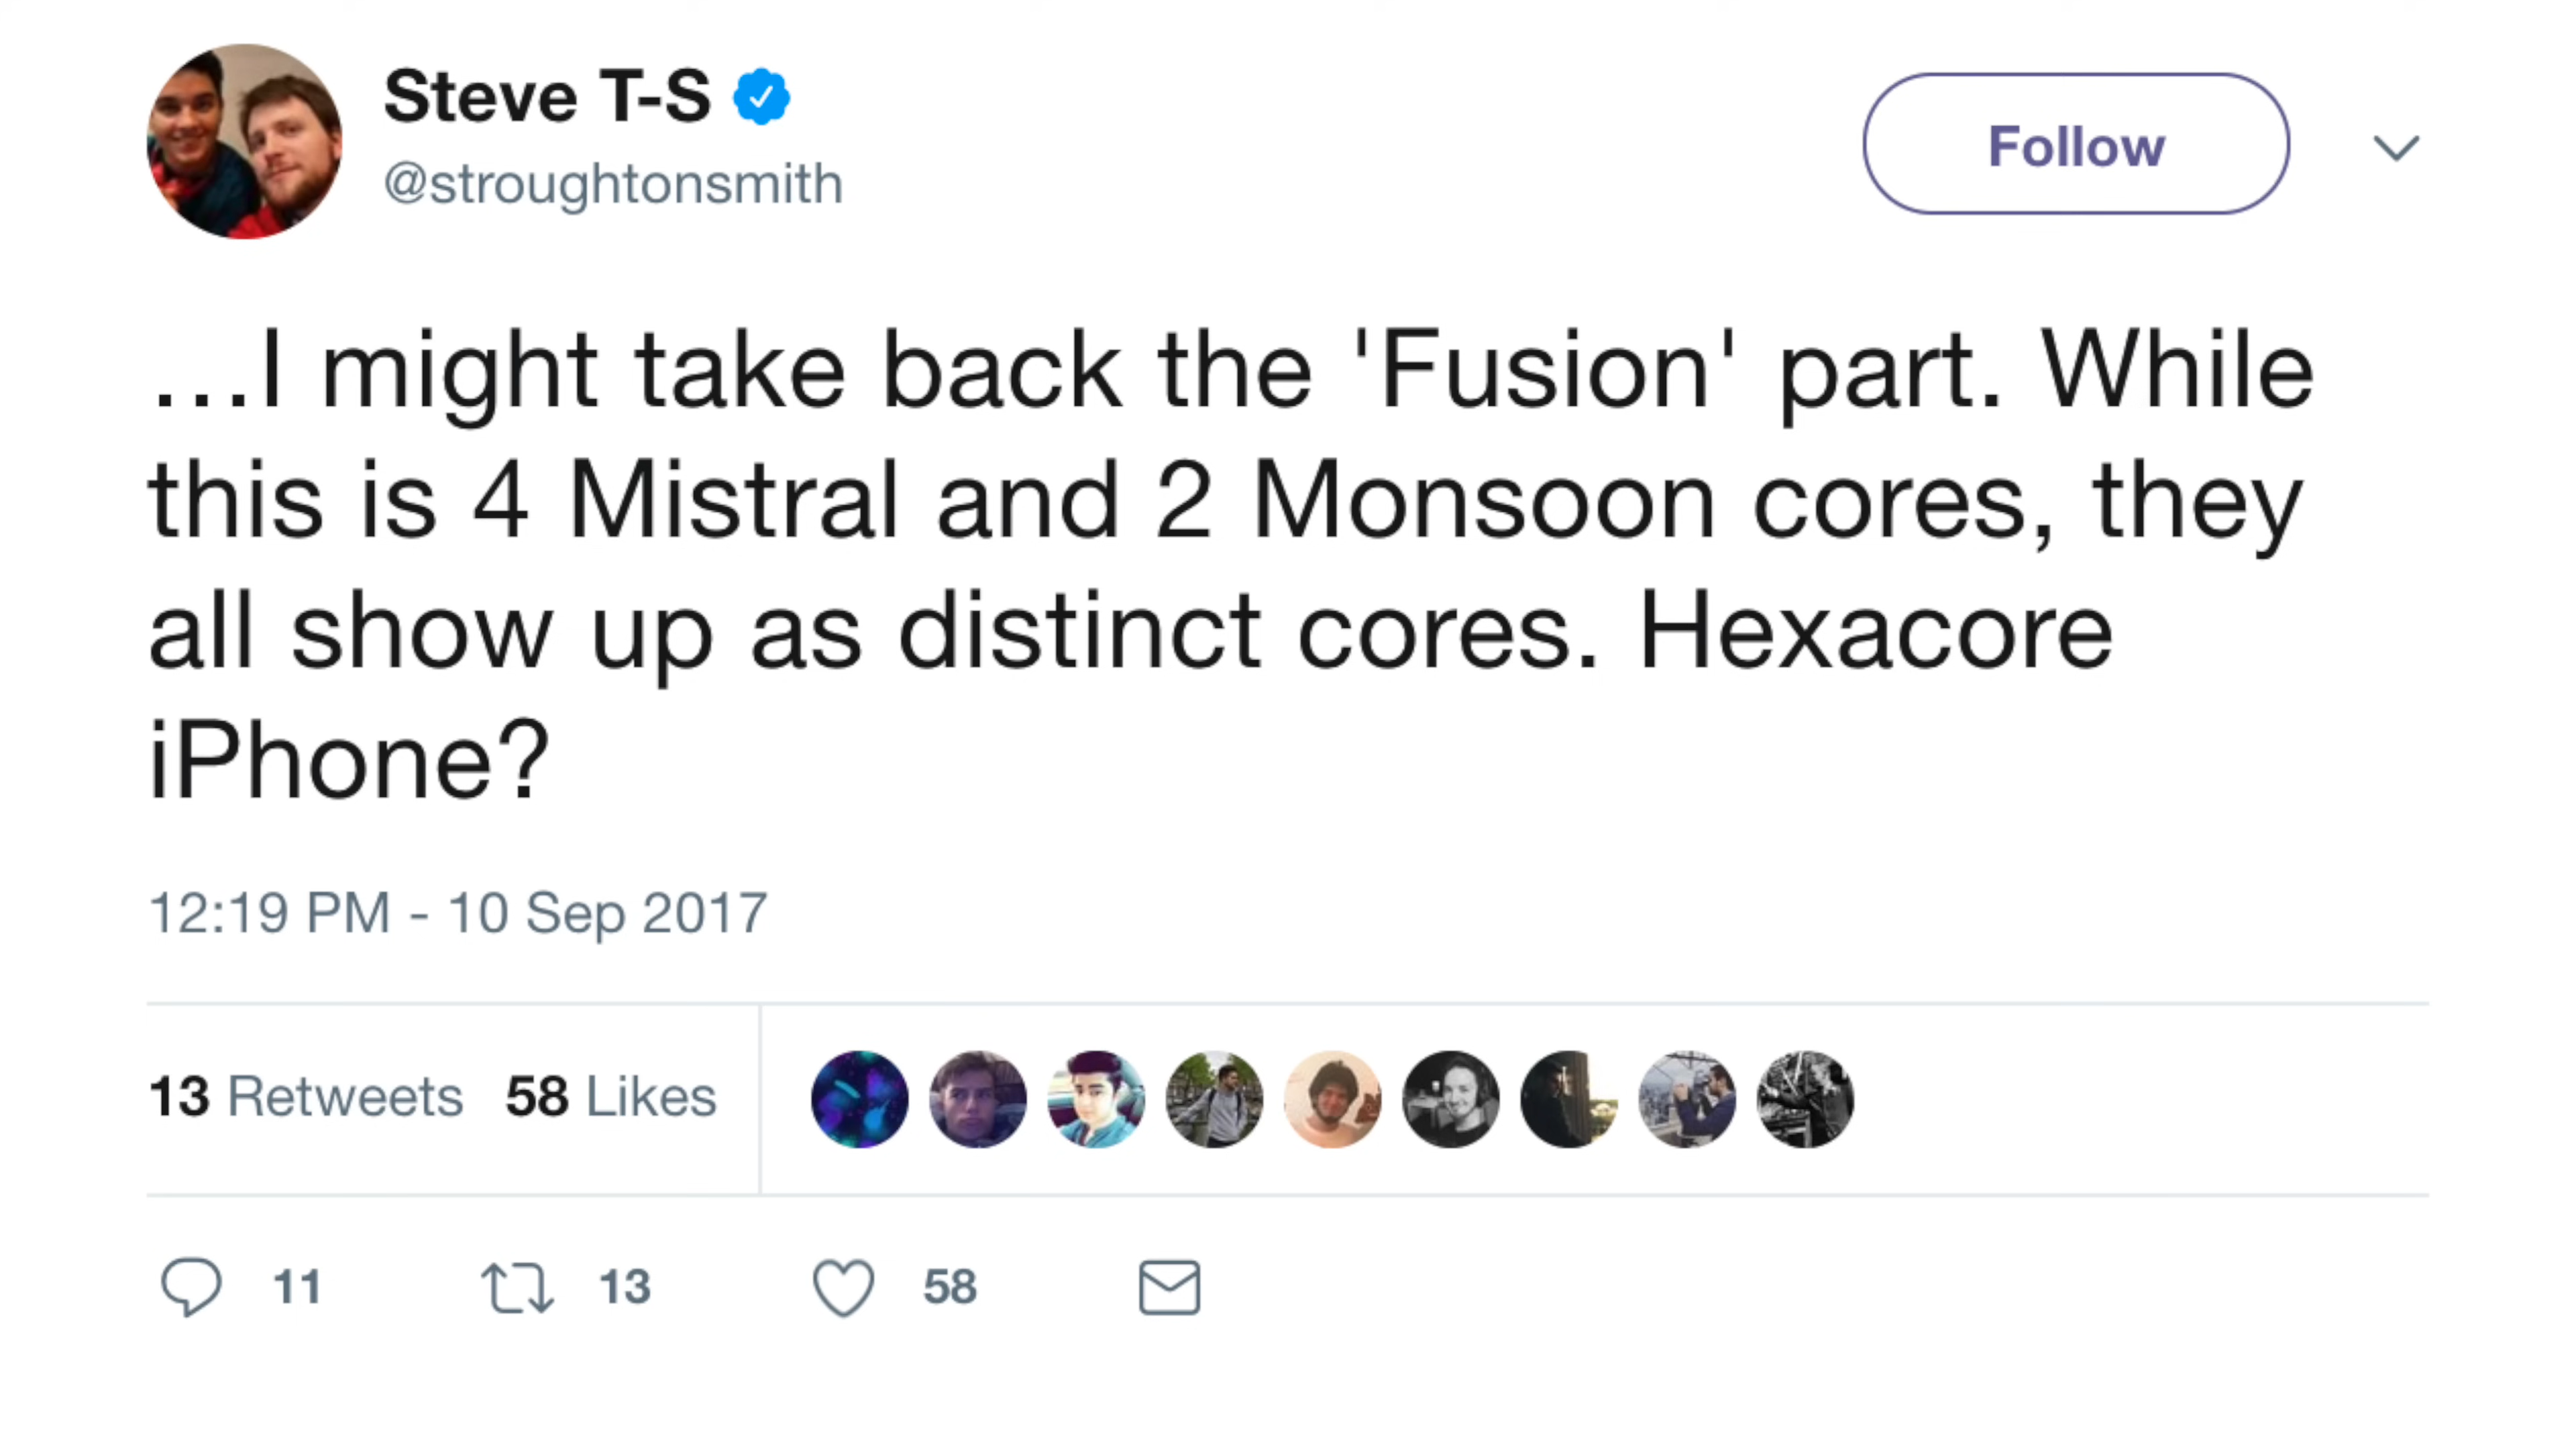 Steve T-S
@stroughtonsmith
Follow
...I might take back the 'Fusion' part. While
this is 4 Mistral and 2 Monsoon cores, they
all show up as distinct cores. Hexacore
iPhone?
12:19 PM - 10 Sep 2017
13 Retweets 58 Likes
11 13 58